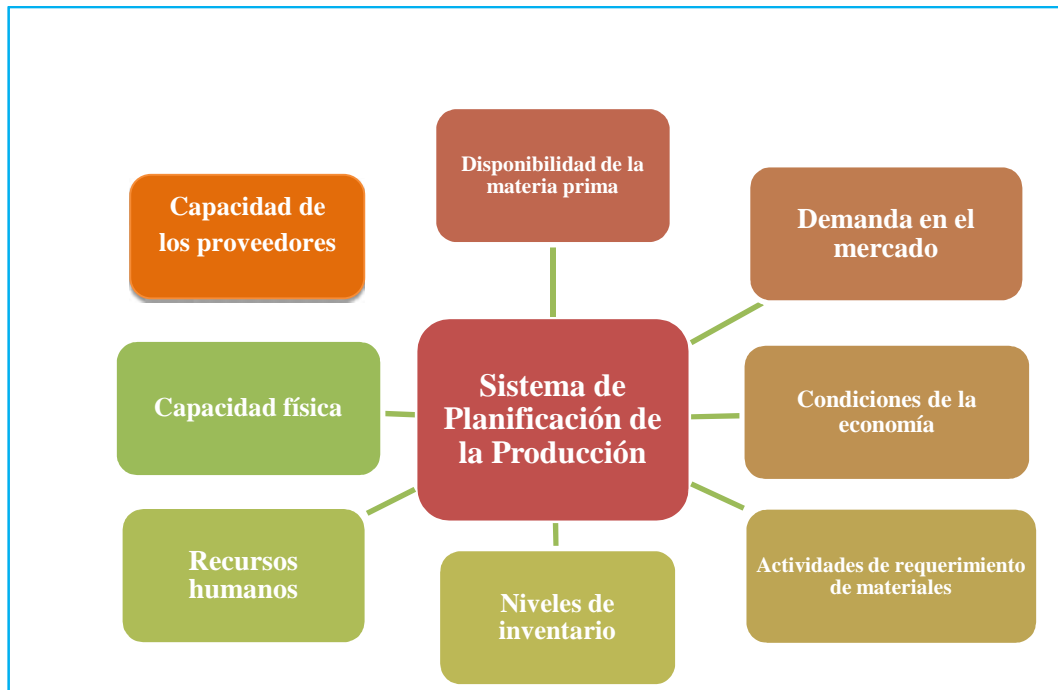 Disponibilidad de la
materia prima
Capacidad de
los proveedores
Demanda en el
mercado
Sistema de
Planificación de
la Producción
Capacidad física
Condiciones de la
economía
Recursos
humanos
Niveles de
inventario
Actividades de requerimiento
de materiales